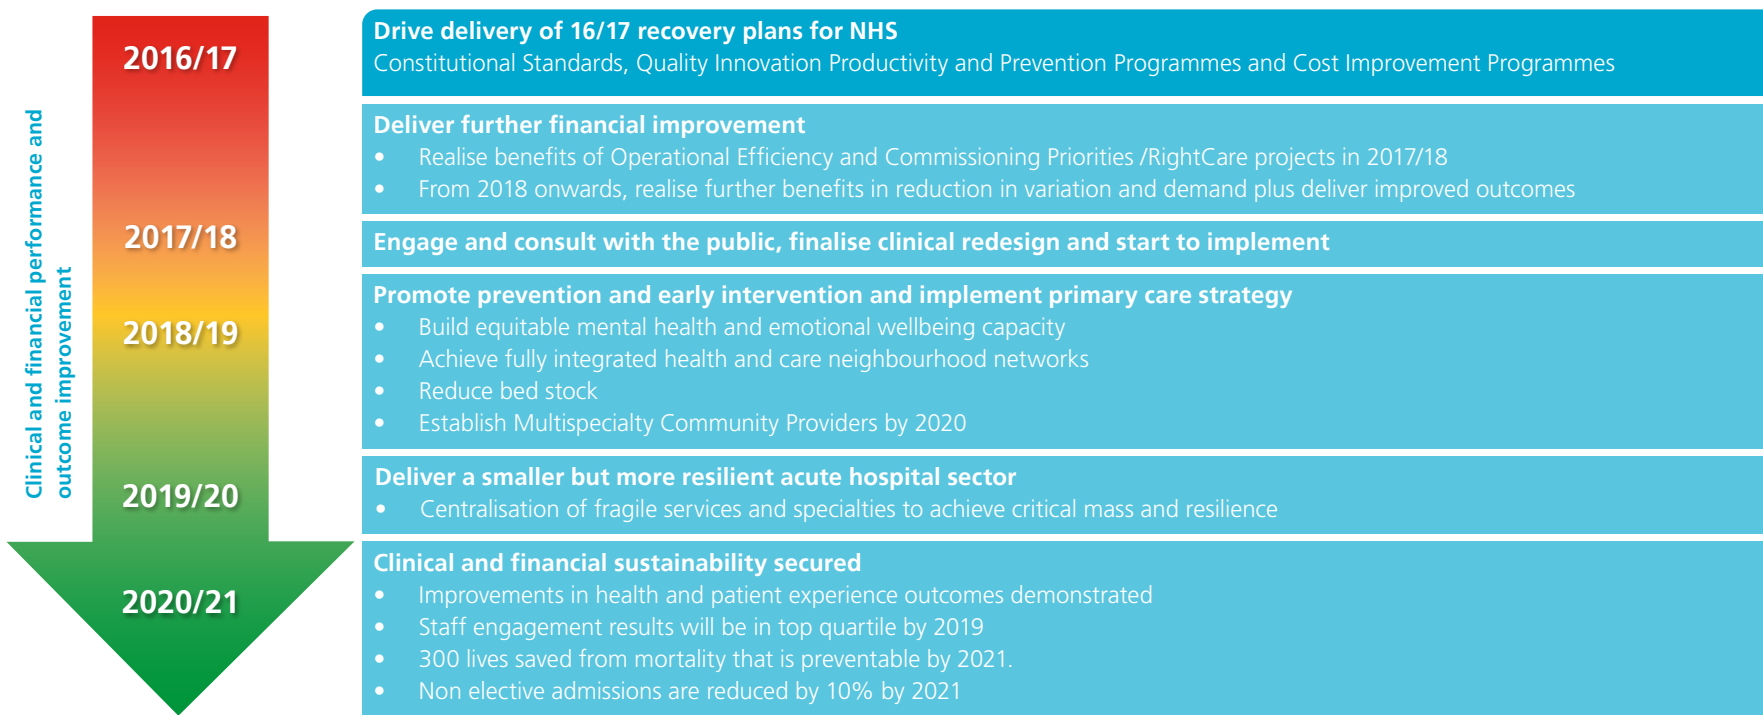 Clinical and financial performance and
outcome improvement
2016/17
2017/18
2018/19
2019/20
2020/21
Drive delivery of 16/17 recovery plans for NHS
Constitutional Standards, Quality Innovation Productivity and Prevention Programmes and Cost Improvement Programmes
Deliver further financial improvement
• Realise benefits of Operational Efficiency and Commissioning Priorities /RightCare projects in 2017/18
• From 2018 onwards, realise further benefits in reduction in variation and demand plus deliver improved outcomes
Engage and consult with the public, finalise clinical redesign and start to implement
Promote prevention and early intervention and implement primary care strategy
• Build equitable mental health and emotional wellbeing capacity
• Achieve fully integrated health and care neighbourhood networks
• Reduce bed stock
• Establish Multispecialty Community Providers by 2020
Deliver a smaller but more resilient acute hospital sector
• Centralisation of fragile services and specialties to achieve critical mass and resilience
Clinical and financial sustainability secured
• Improvements in health and patient experience outcomes demonstrated
• Staff engagement results will be in top quartile by 2019
• 300 lives saved from mortality that is preventable by 2021.
• Non elective admissions are reduced by 10% by 2021